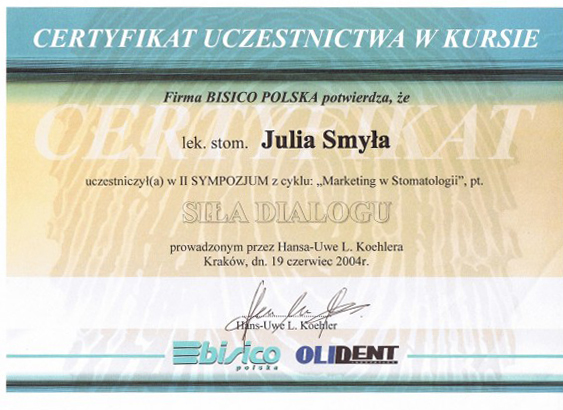 CERTYFIKAT UCZESTNICTWA W KURSIE
Firma BISICO POLSKA potwierdza, że
CERTYFIKAT
lek. stom. Julia Smyła
uczestniczył(a) w II SYMPOZJUM z cyklu: „Marketing w Stomatologii", pt.
SIŁA DIALOGU
prowadzonym przez Hansa-Uwe L. Koehlera
Kraków, dn. 19 czerwiec 2004r.
Hans-Uwe L. Koehler
bisico OLIDENT
polska